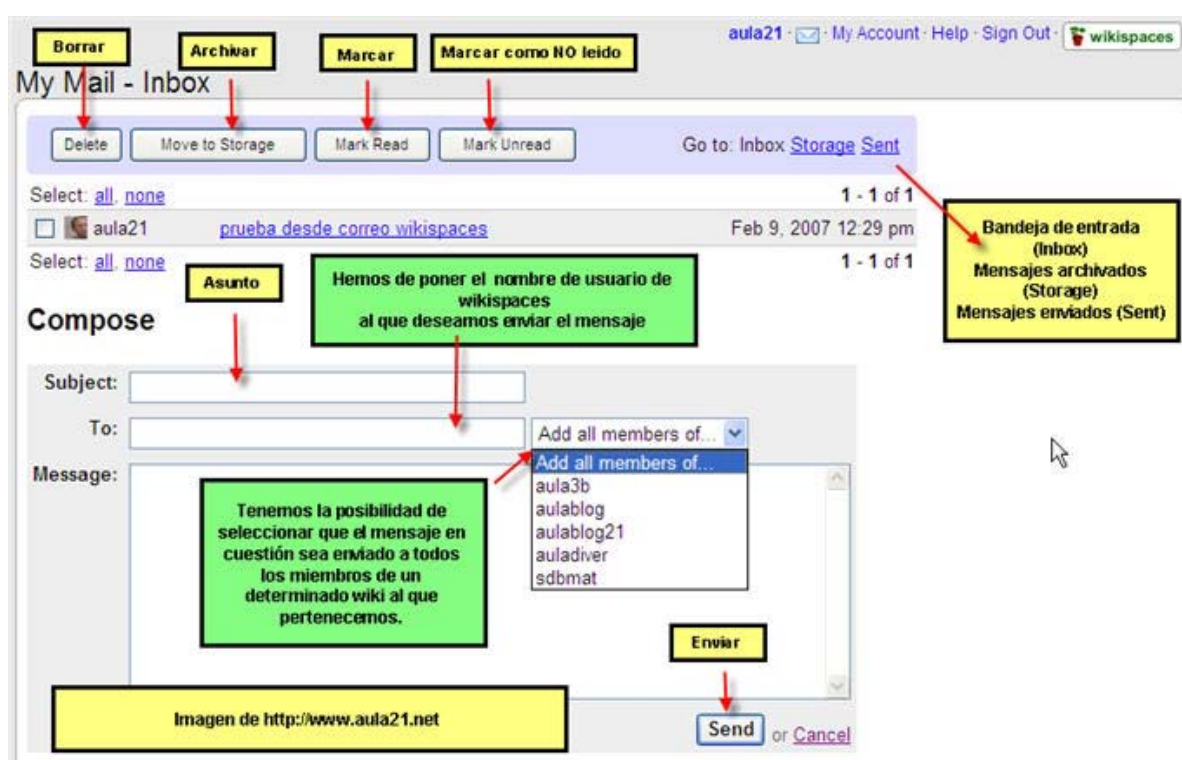 aula21 · · My Account · Help · Sign Out · wikispaces
Borrar
Archivar
Marcar
Marcar como NO leido
My Mail - Inbox
Delete
Move to Storage
Mark Read
Mark Unread
Go to: Inbox Storage Sent
Select: all, none
1 - 1 of 1
aula21 prueba desde correo wikispaces Feb 9, 2007 12:29 pm
Select: all, none
1 - 1 of 1
Bandeja de entrada
(Inbox)
Mensajes archivados
(Storage)
Mensajes enviados (Sent)
Asunto
Hemos de poner el nombre de usuario de
wikispaces
al que deseamos enviar el mensaje
Compose
Subject:
To:
Add all members of...
Add all members of...
aula3b
aulablog
aulablog21
auladiver
sdbmat
Message:
Tenemos la posibilidad de
seleccionar que el mensaje en
cuestión sea enviado a todos
los miembros de un
determinado wiki al que
pertenecemos.
Enviar
Imagen de http://www.aula21.net
Send or Cancel